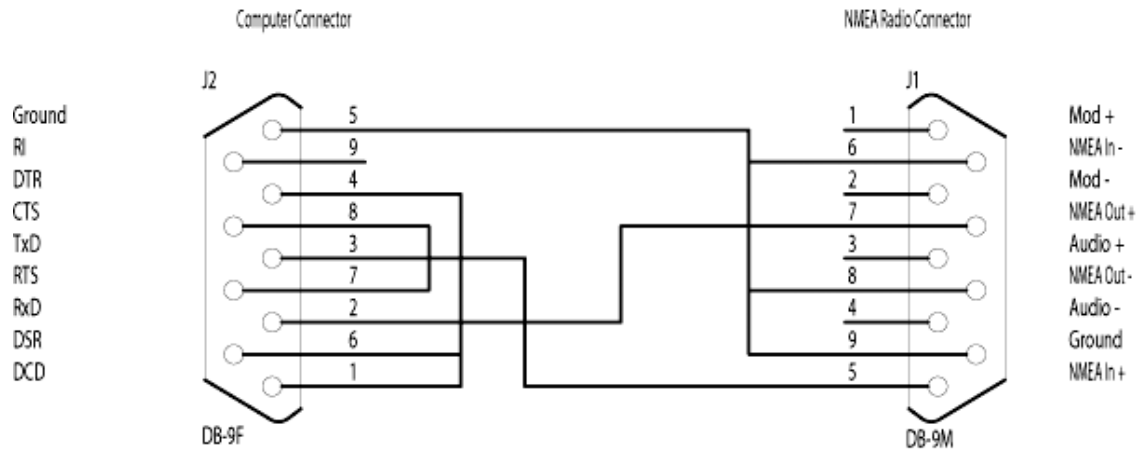 Computer Connector NMEA Radio Connector
J2 J1
Ground 5 1 Mod +
RI 9 6 NMEA In -
DTR 4 2 Mod -
CTS 8 7 NMEA Out +
TxD 3 3 Audio +
RTS 7 8 NMEA Out -
RxD 2 4 Audio -
DSR 6 9 Ground
DCD 1 5 NMEA In +
DB-9F DB-9M